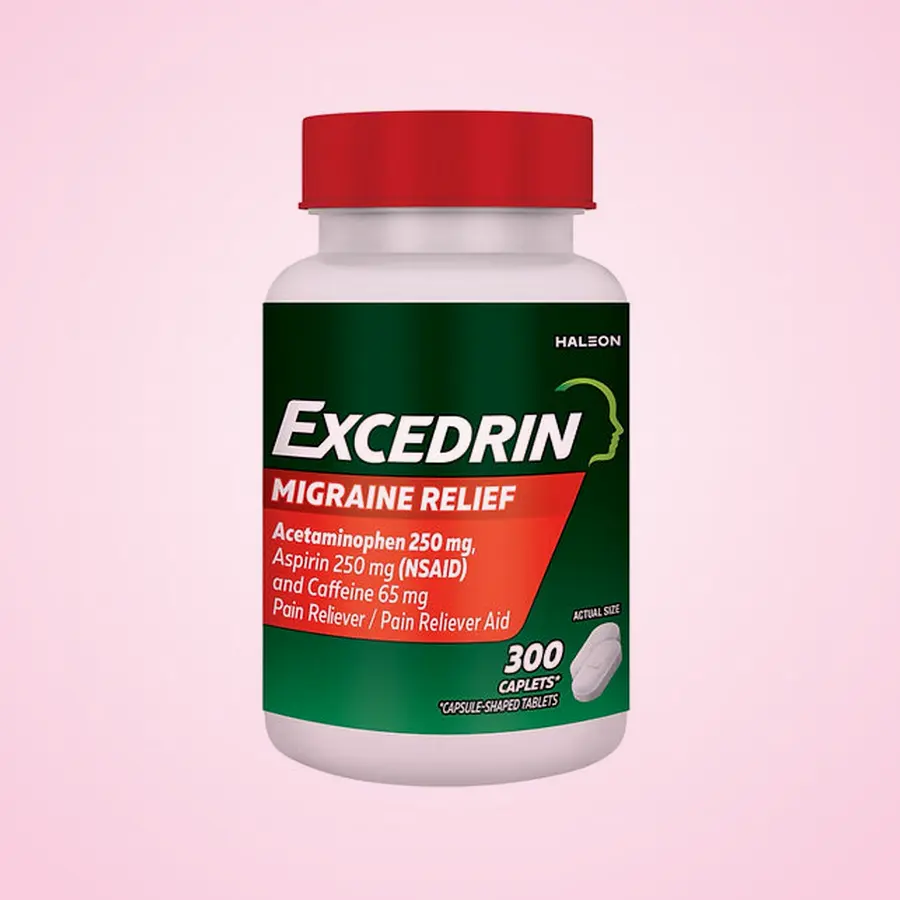 HALEON
EXCEDRIN
MIGRAINE RELIEF
Acetaminophen 250 mg,
Aspirin 250 mg (NSAID)
and Caffeine 65 mg
Pain Reliever / Pain Reliever Aid
ACTUAL SIZE
300
CAPLETS*
*CAPSULE-SHAPED TABLETS